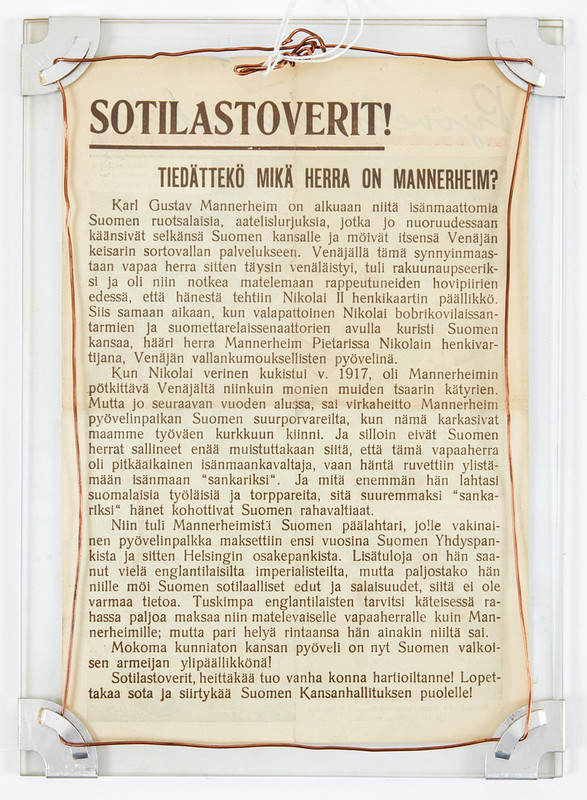 SOTILASTOVERIT!
TIEDÄTTEKÖ MIKÄ HERRA ON MANNERHEIM?
Karl Gustav Mannerheim on alkuaan niitä isänmaattomia
Suomen ruotsalaisia, aatelislurjuksia, jotka jo nuoruudessaan
käänsivät selkänsä Suomen kansalle ja möivät itsensä Venäjän
keisarin sortovallan palvelukseen. Venäjällä tämä synnyinmaas-
taan vapaa herra sitten täysin venäläistyi, tuli rakuunaupseerik-
si ja oli niin notkea matelemaan rappeutuneiden hovipiirien
edessä, että hänestä tehtiin Nikolai II henkikaartin päällikkö.
Siis samaan aikaan, kun valapattoinen Nikolai bobrikovilaissan-
tarmien ja suomettarelaissenaattorien avulla kuristi Suomen
kansaa, hääri herra Mannerheim Pietarissa Nikolain henkivar-
tijana, Venäjän vallankumouksellisten pyövelinä.
Kun Nikolai verinen kukistui v. 1917, oli Mannerheimin
pötkittävä Venäjältä niinkuin monien muiden tsaarin kätyrien.
Mutta jo seuraavan vuoden alussa, sai virkaheitto Mannerheim
pyövelinpaikan Suomen suurporvareilta, kun nämä karkasivat
maamme työväen kurkkuun kiinni. Ja silloin eivät Suomen
herrat sallineet enää muistuttakaan siitä, että tämä vapaaherra
oli pitkäaikainen isänmaankavaltaja, vaan häntä ruvettiin ylistä-
mään isänmaan “sankariksi“. Ja mitä enemmän hän lahtasi
suomalaisia työläisiä ja torppareita, sitä suuremmaksi “sanka-
riksi“ hänet kohottivat Suomen rahavaltiaat.
Niin tuli Mannerheimistä Suomen päälahtari, jolle vakinai-
nen pyövelinpalkka maksettiin ensi vuosina Suomen Yhdyspan-
kista ja sitten Helsingin osakepankista. Lisätuloja on hän saa-
nut vielä englantilaisilta imperialisteilta, mutta paljostako hän
niille möi Suomen sotilaalliset edut ja salaisuudet, siitä ei ole
varmaa tietoa. Tuskimpa englantilaisten tarvitsi käteisessä ra-
hassa paljoa maksaa niin matelevaiselle vapaaherralle kuin Man-
nerheimille; mutta pari helyä rintaansa hän ainakin niiltä sai.
Mokoma kunniaton kansan pyöveli on nyt Suomen valkoi-
sen armeijan ylipäällikkönä!
Sotilastoverit, heittäkää tuo vanha konna hartioiltanne! Lopet-
takaa sota ja siirtykää Suomen Kansanhallituksen puolelle!